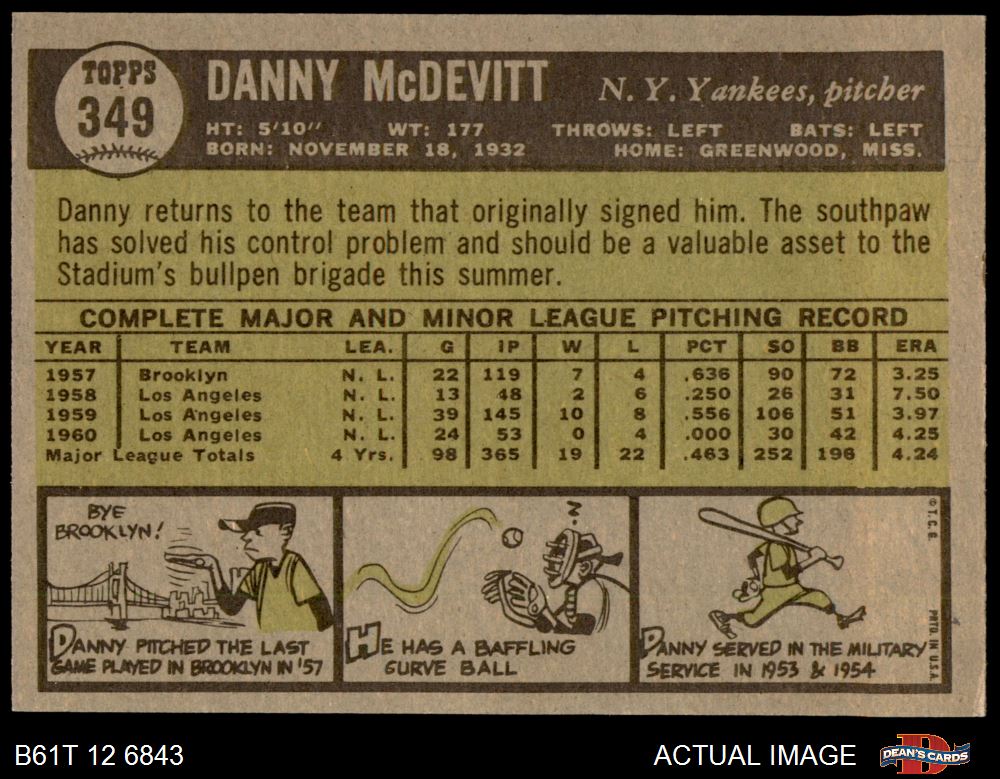 TOPPS
349
DANNY McDEVITT
N. Y. Yankees, pitcher
HT: 5'10" WT: 177 THROWS: LEFT BATS: LEFT
BORN: NOVEMBER 18, 1932 HOME: GREENWOOD, MISS.
Danny returns to the team that originally signed him. The southpaw
has solved his control problem and should be a valuable asset to the
Stadium's bullpen brigade this summer.
COMPLETE MAJOR AND MINOR LEAGUE PITCHING RECORD
YEAR TEAM LEA. G IP W L PCT SO BB ERA
1957 Brooklyn N. L. 22 119 7 4 .636 90 72 3.25
1958 Los Angeles N. L. 13 48 2 6 .250 26 31 7.50
1959 Los Angeles N. L. 39 145 10 8 .556 106 51 3.97
1960 Los Angeles N. L. 24 53 0 4 .000 30 42 4.25
Major League Totals 4 Yrs. 98 365 19 22 .463 252 196 4.24
BYE
BROOKLYN!
DANNY PITCHED THE LAST
GAME PLAYED IN BROOKLYN IN '57
HE HAS A BAFFLING
CURVE BALL
DANNY SERVED IN THE MILITARY
SERVICE IN 1953 & 1954
© T.C.G.
PRTD. IN U.S.A.
B61T 12 6843
ACTUAL IMAGE
DEAN'S CARDS